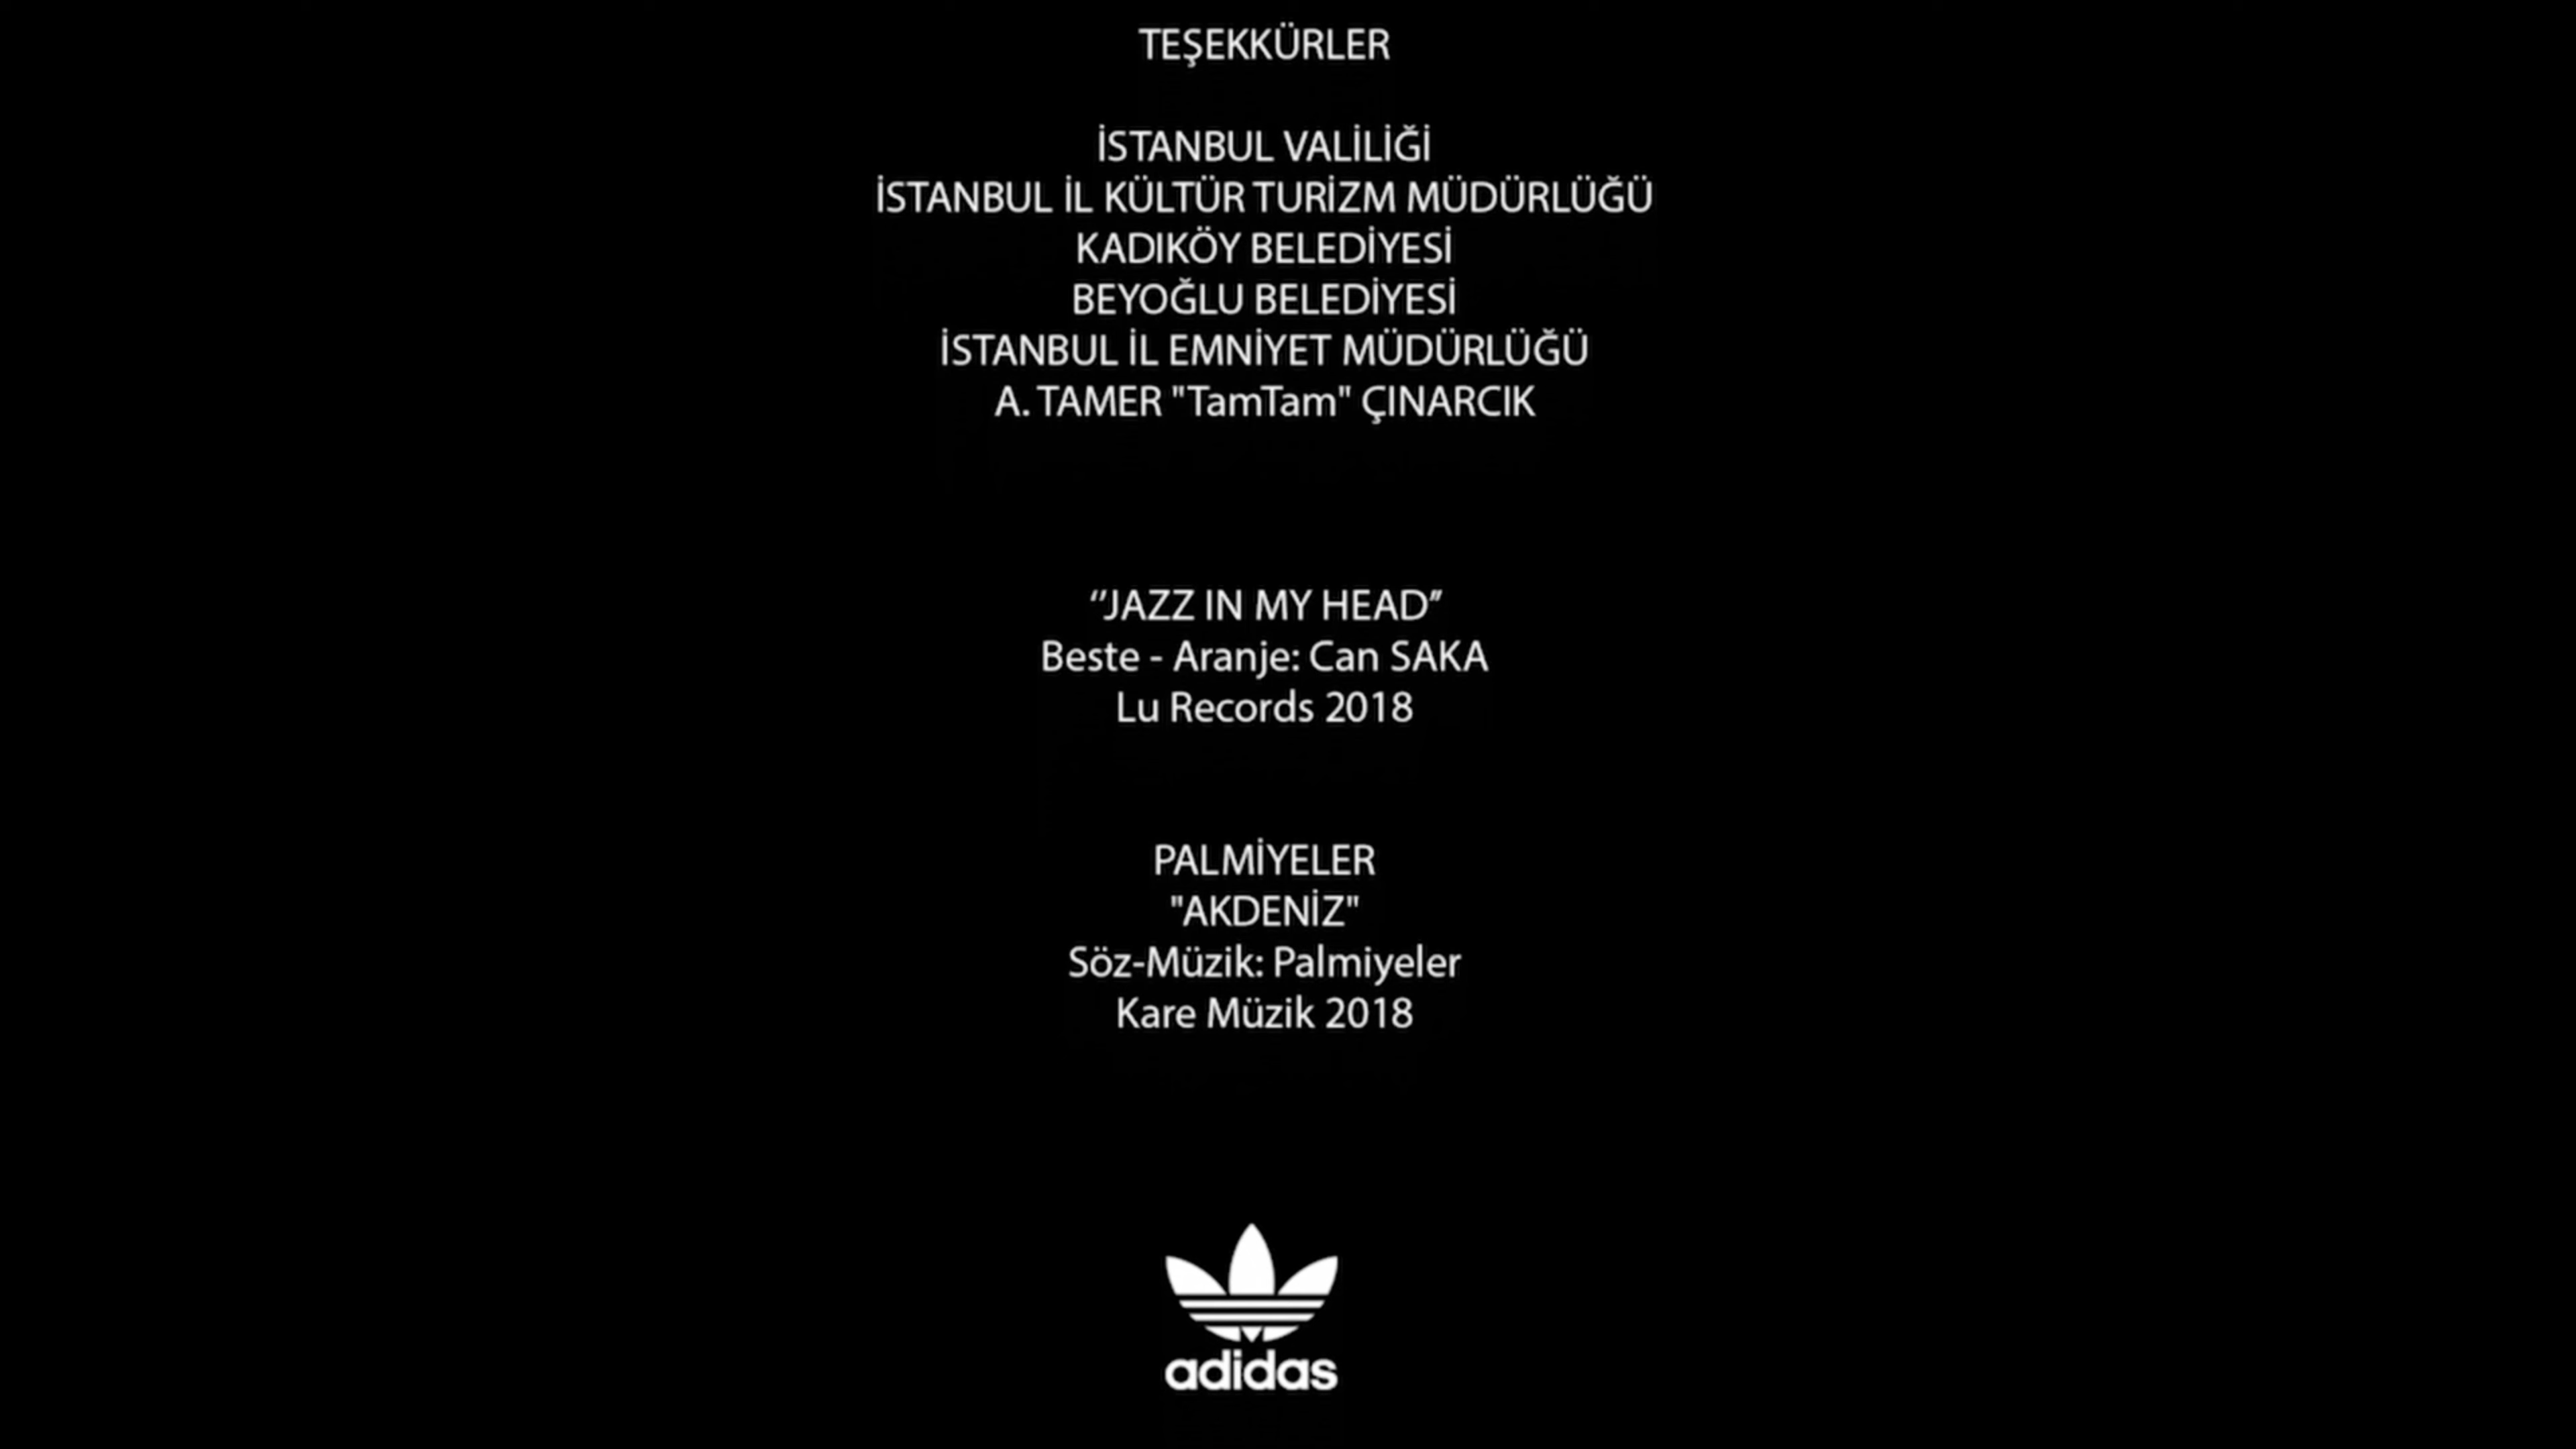 TEŞEKKÜRLER
İSTANBUL VALİLİĞİ
İSTANBUL İL KÜLTÜR TURİZM MÜDÜRLÜĞÜ
KADIKÖY BELEDİYESİ
BEYOĞLU BELEDİYESİ
İSTANBUL İL EMNİYET MÜDÜRLÜĞÜ
A. TAMER "TamTam" ÇINARCIK
‘’JAZZ IN MY HEAD’’
Beste - Aranje: Can SAKA
Lu Records 2018
PALMİYELER
"AKDENİZ"
Söz-Müzik: Palmiyeler
Kare Müzik 2018
adidas